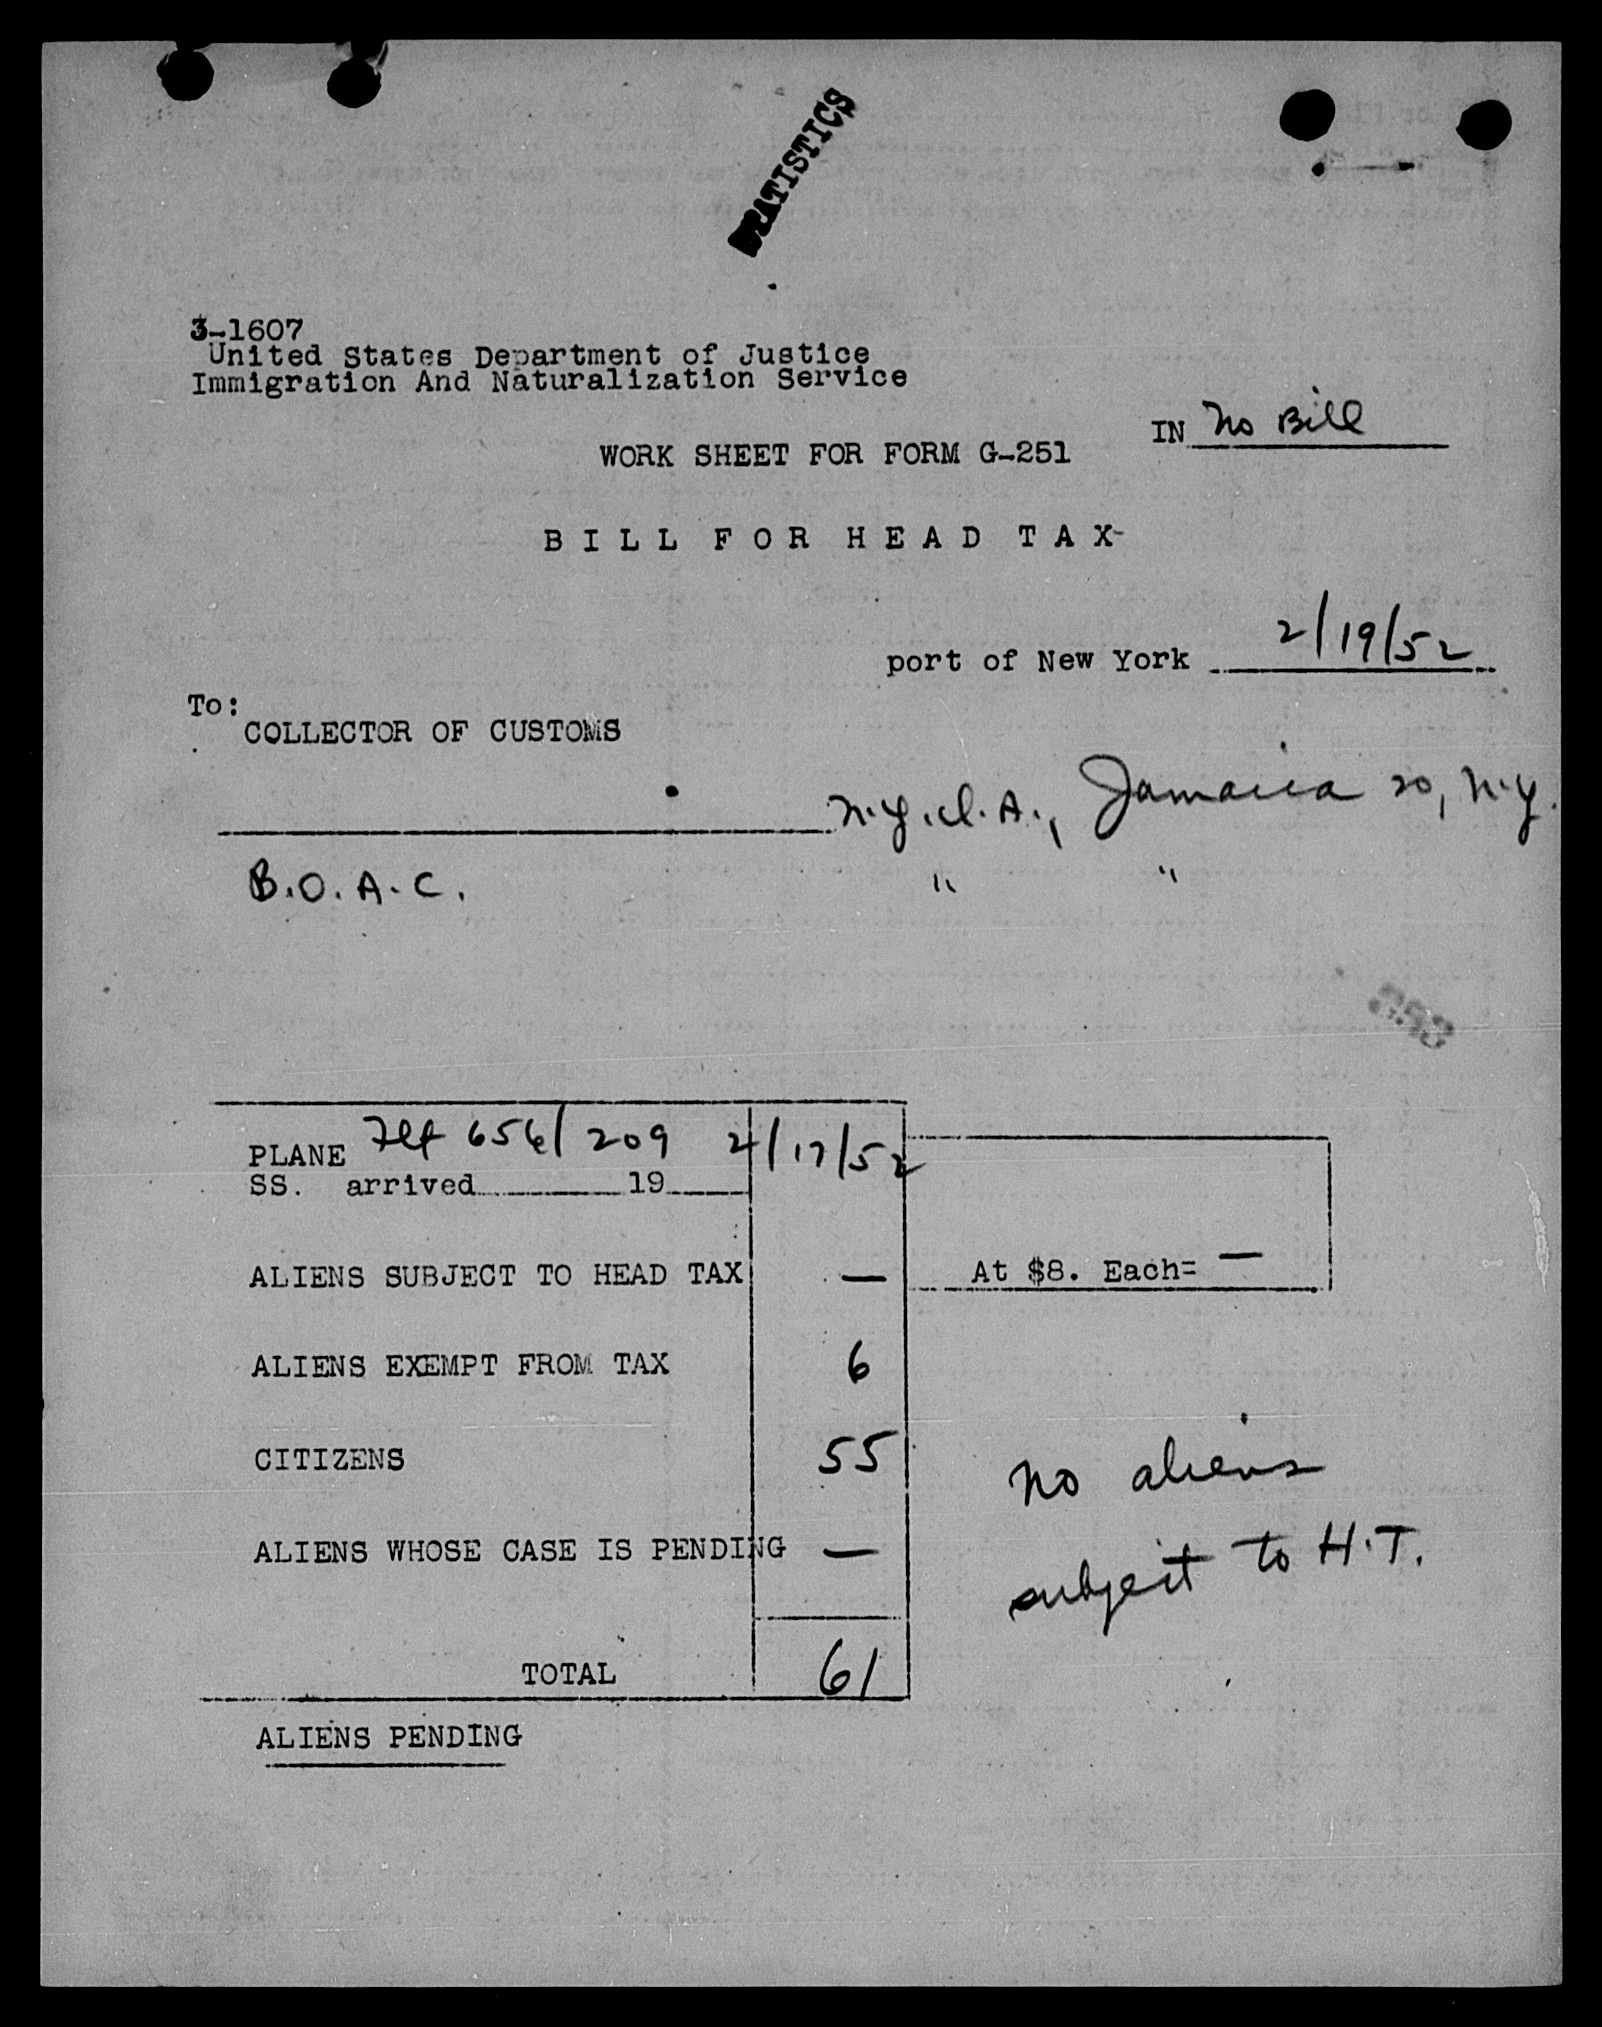 STATISTICS
3-1607
United States Department of Justice
Immigration And Naturalization Service
IN No Bill
WORK SHEET FOR FORM G-251
BILL FOR HEAD TAX
port of New York 2/19/52
To:
COLLECTOR OF CUSTOMS
N.Y.I.A., Jamaica 20, N.Y.
B.O.A.C. " "
PLANE Flt 656/209 2/17/52
SS. arrived 19
ALIENS SUBJECT TO HEAD TAX — At $8. Each= —
ALIENS EXEMPT FROM TAX 6
CITIZENS 55
No aliens
ALIENS WHOSE CASE IS PENDING —
subject to H.T.
TOTAL 61
ALIENS PENDING